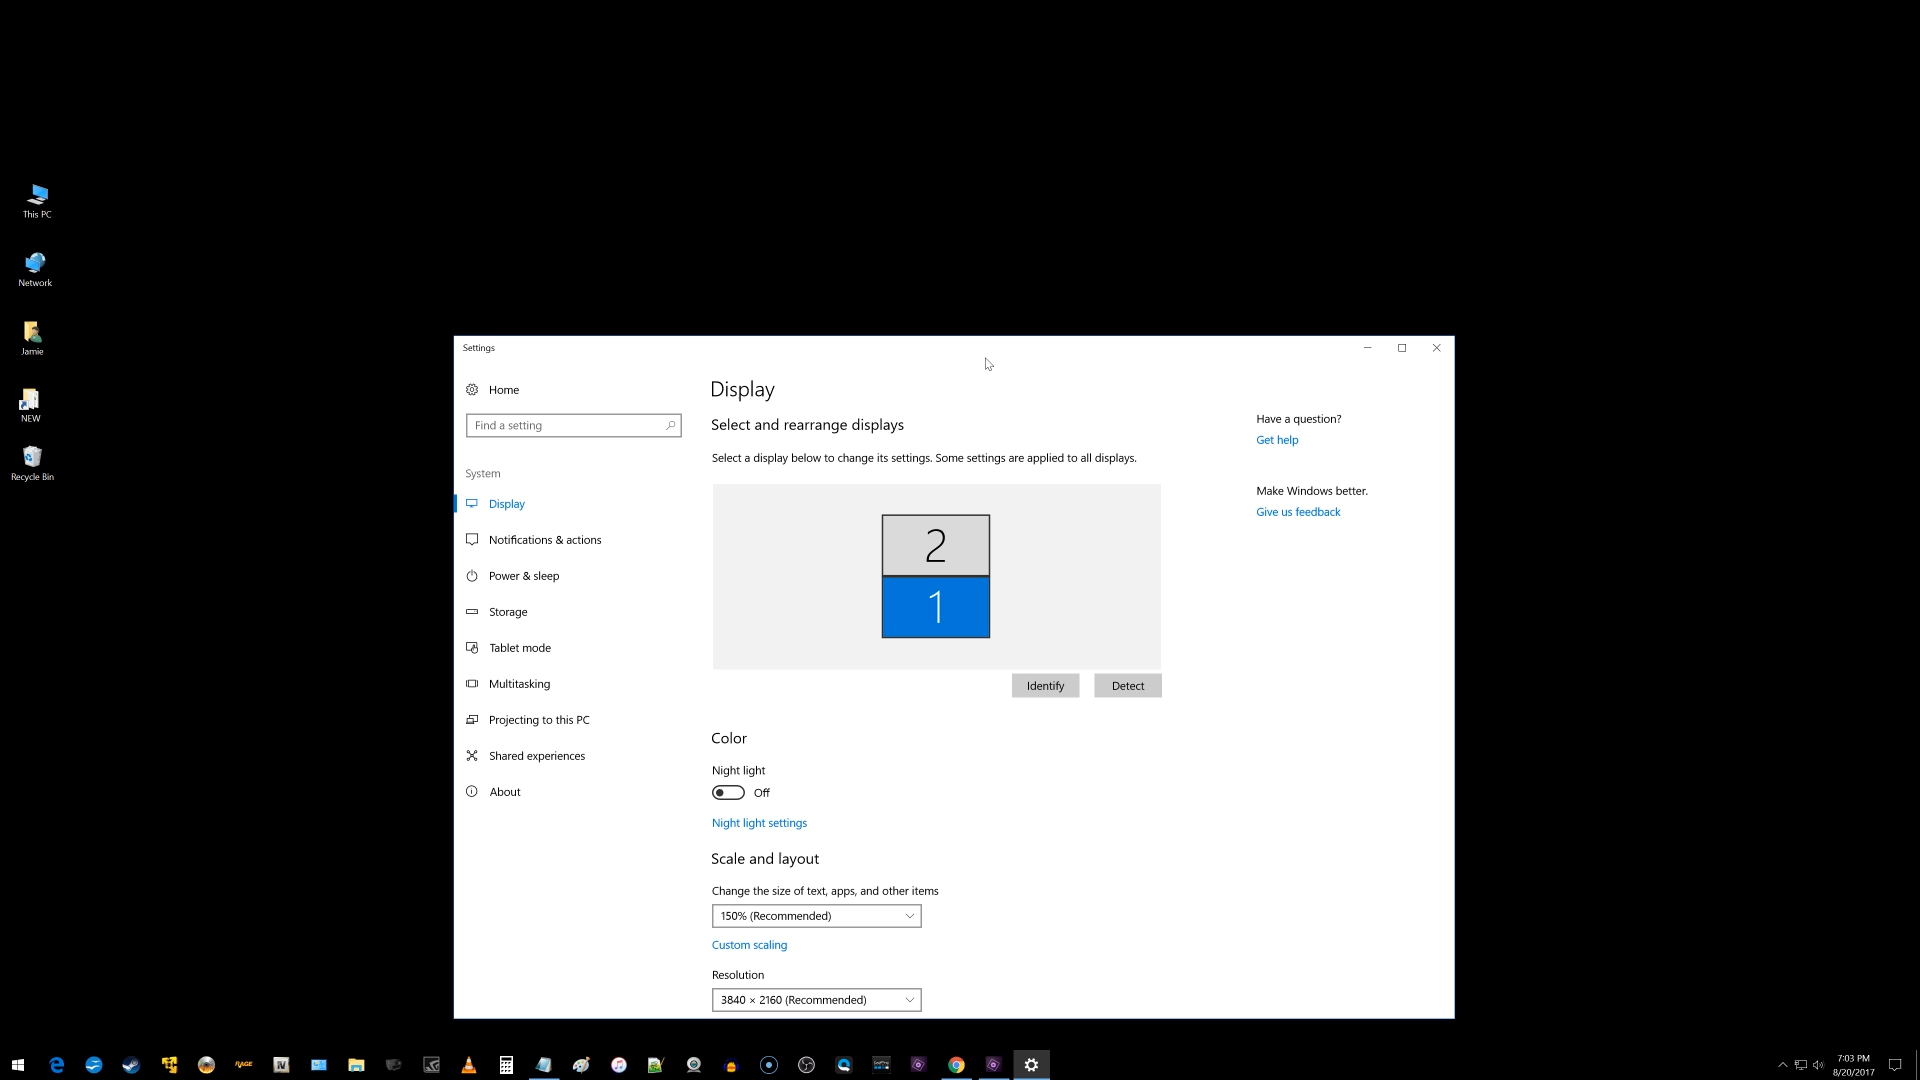 This PC
Network
Jamie
NEW
Recycle Bin
Settings
Home
Find a setting
System
Display
Notifications & actions
Power & sleep
Storage
Tablet mode
Multitasking
Projecting to this PC
Shared experiences
About
Display
Select and rearrange displays
Select a display below to change its settings. Some settings are applied to all displays.
2
1
Identify
Detect
Color
Night light
Off
Night light settings
Scale and layout
Change the size of text, apps, and other items
150% (Recommended)
Custom scaling
Resolution
3840 × 2160 (Recommended)
Have a question?
Get help
Make Windows better.
Give us feedback
RAGE
IV
7:03 PM
8/20/2017